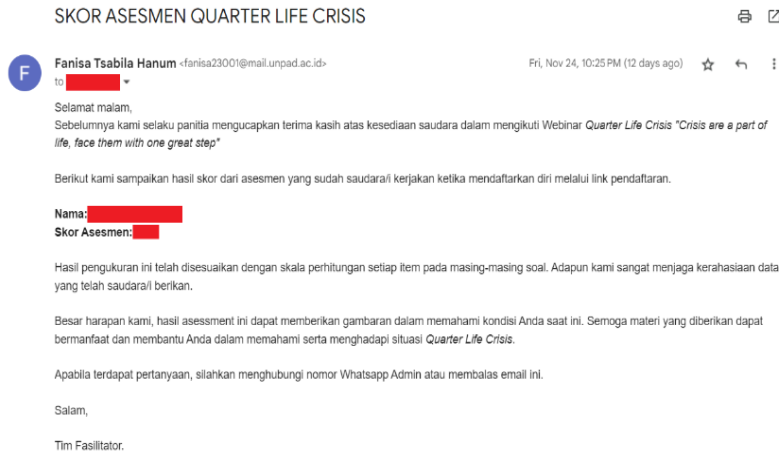 SKOR ASESMEN QUARTER LIFE CRISIS
F
Fanisa Tsabila Hanum <fanisa23001@mail.unpad.ac.id>
Fri, Nov 24, 10:25 PM (12 days ago)
to
Selamat malam,
Sebelumnya kami selaku panitia mengucapkan terima kasih atas kesediaan saudara dalam mengikuti Webinar Quarter Life Crisis "Crisis are a part of
life, face them with one great step"
Berikut kami sampaikan hasil skor dari asesmen yang sudah saudara/i kerjakan ketika mendaftarkan diri melalui link pendaftaran.
Nama:
Skor Asesmen:
Hasil pengukuran ini telah disesuaikan dengan skala perhitungan setiap item pada masing-masing soal. Adapun kami sangat menjaga kerahasiaan data
yang telah saudara/i berikan.
Besar harapan kami, hasil assessment ini dapat memberikan gambaran dalam memahami kondisi Anda saat ini. Semoga materi yang diberikan dapat
bermanfaat dan membantu Anda dalam memahami serta menghadapi situasi Quarter Life Crisis.
Apabila terdapat pertanyaan, silahkan menghubungi nomor Whatsapp Admin atau membalas email ini.
Salam,
Tim Fasilitator.